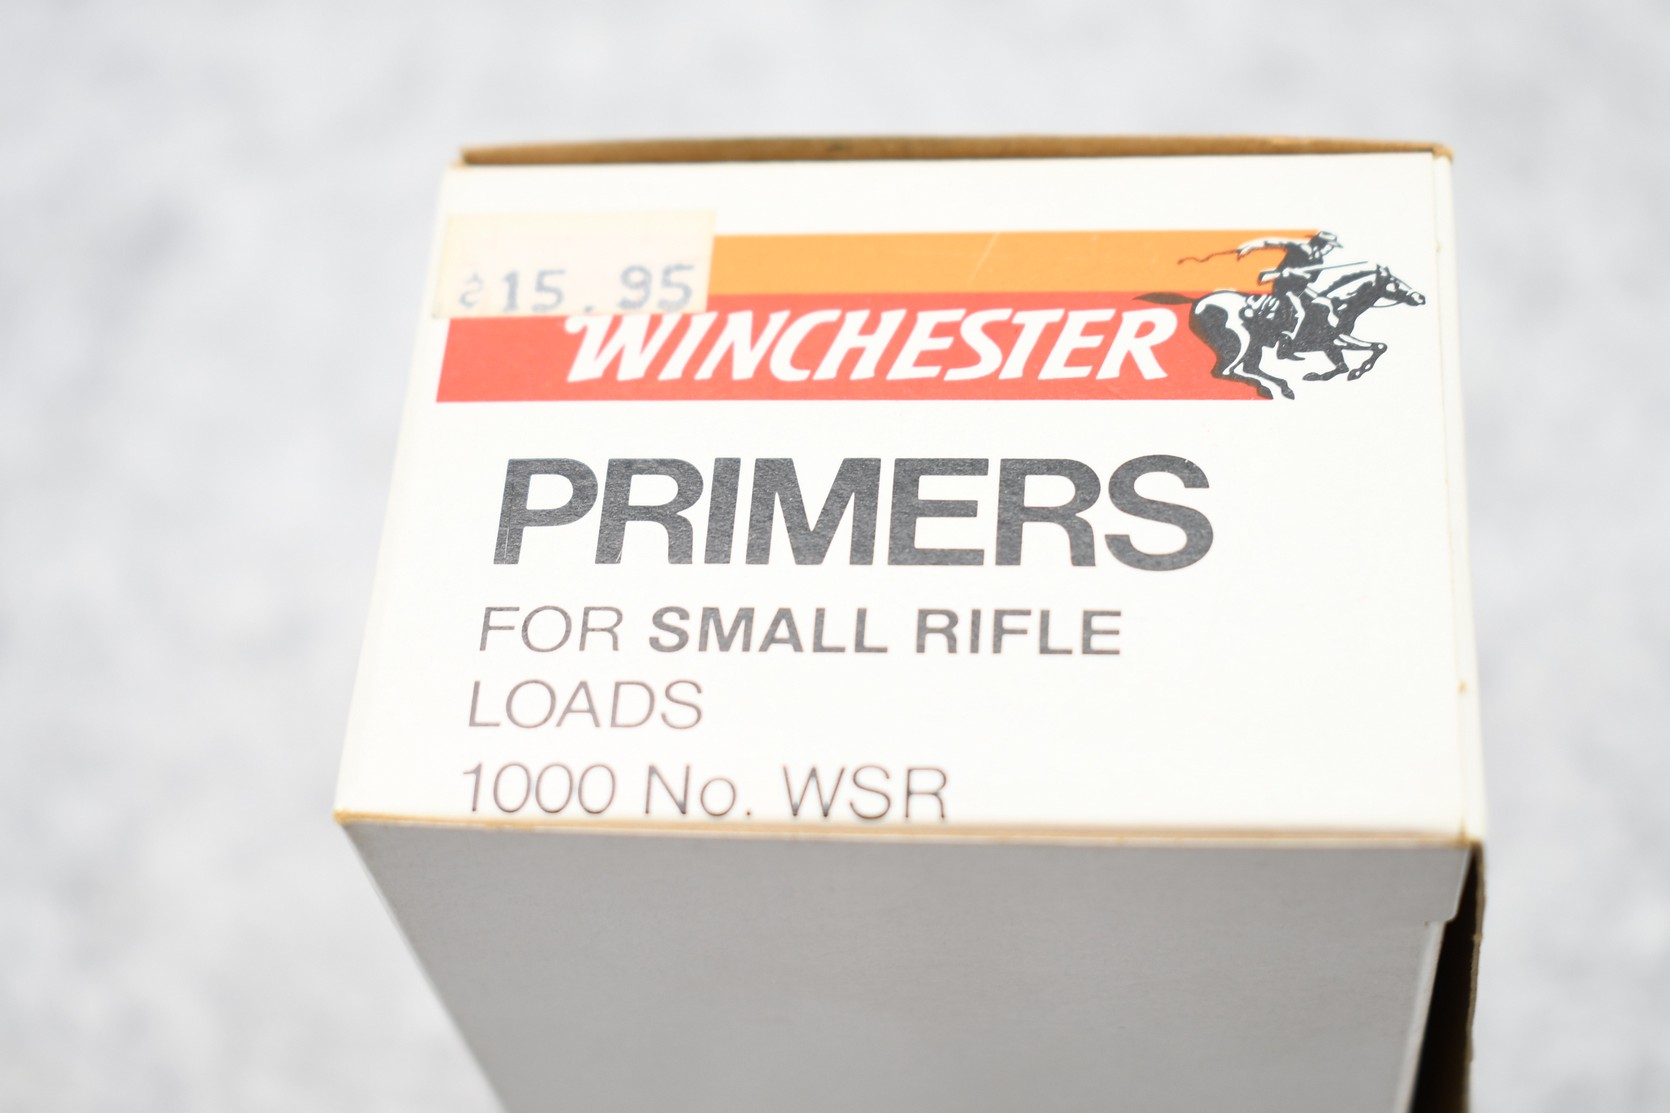 $15.95
WINCHESTER
PRIMERS
FOR SMALL RIFLE
LOADS
1000 No. WSR